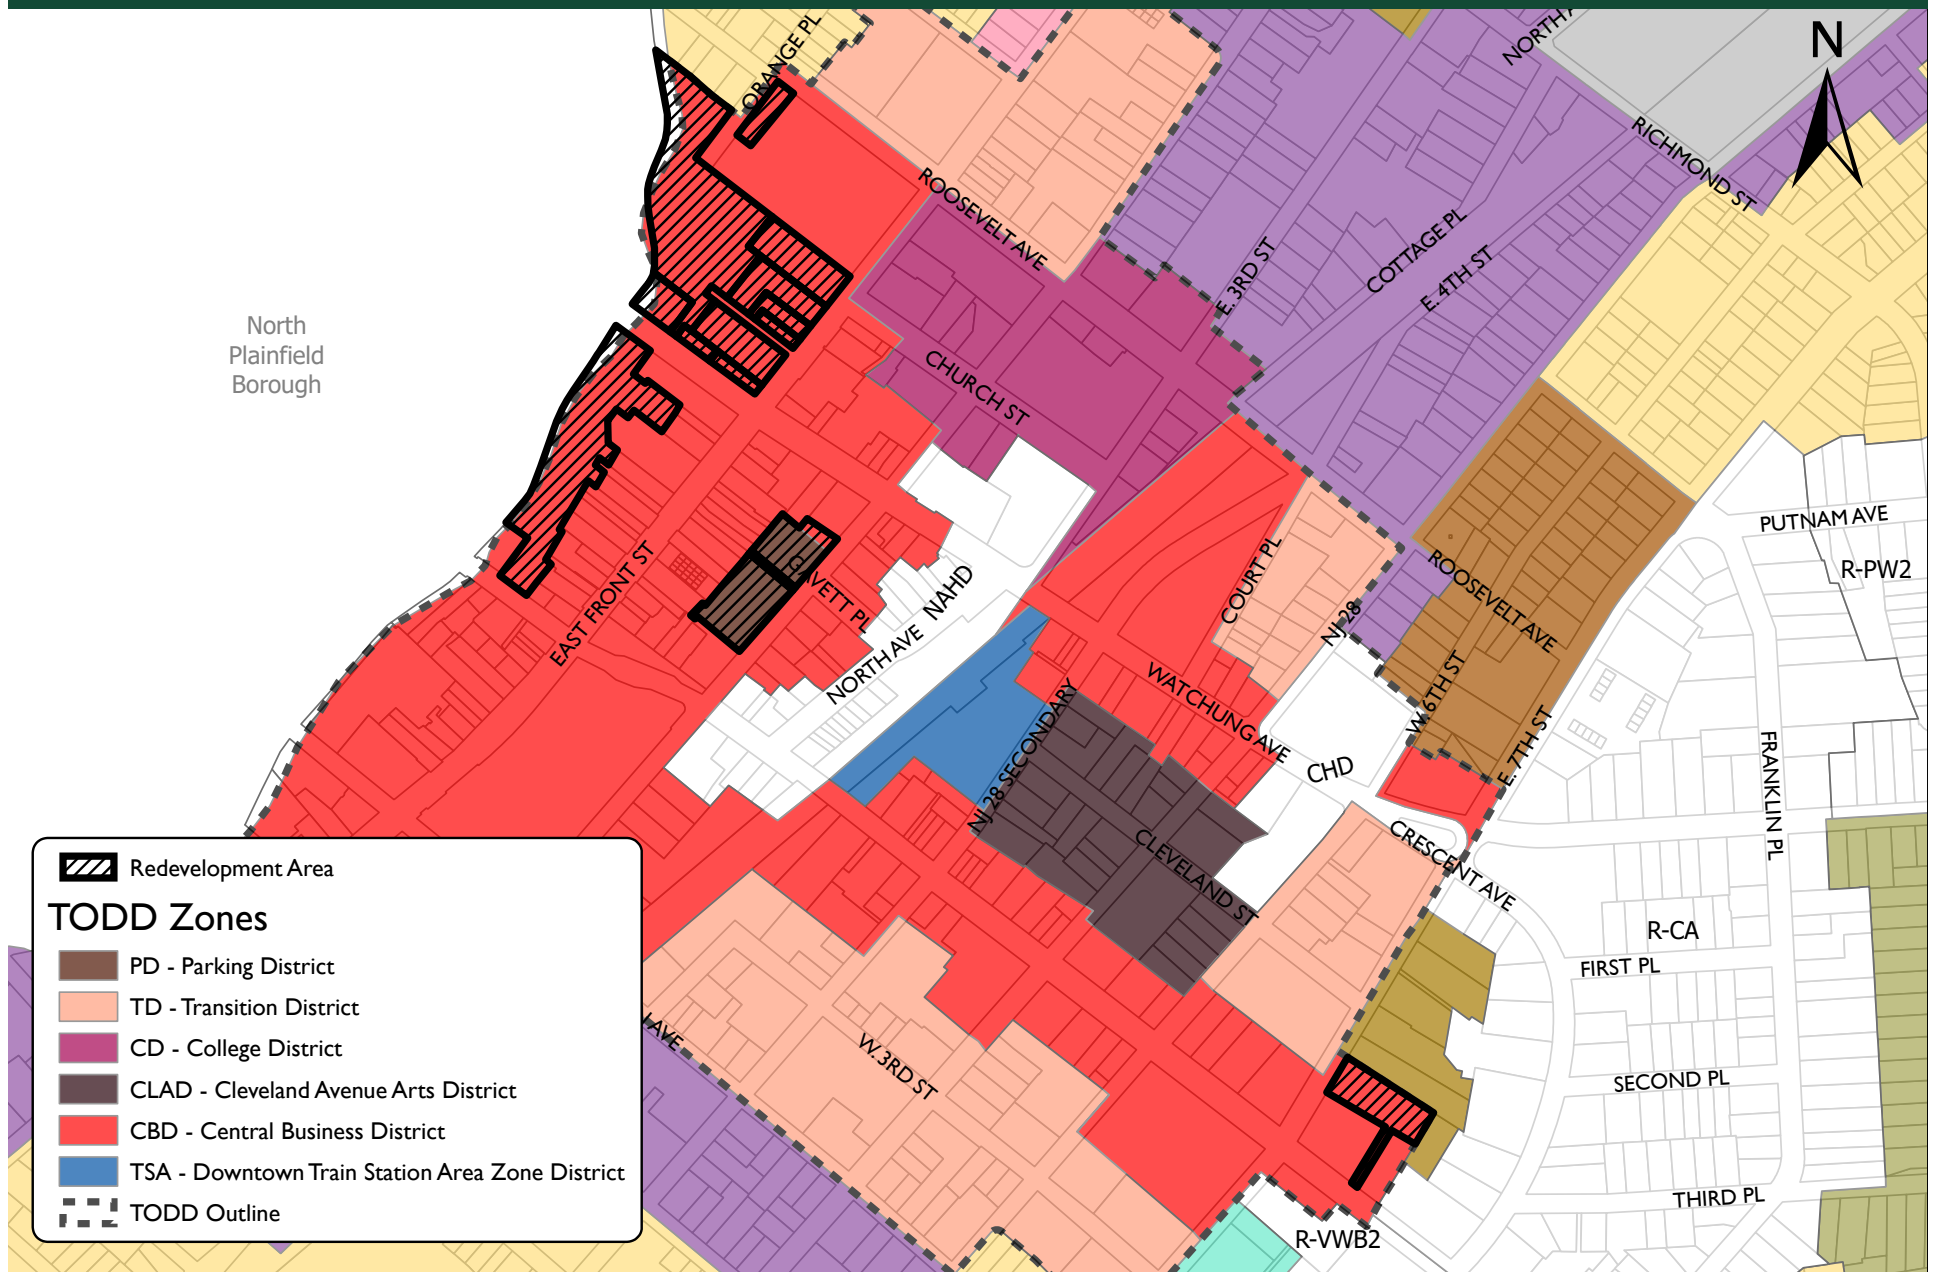 ORANGE PL
NORTH A
N
RICHMOND ST
ROOSEVELT AVE
E. 3RD ST
COTTAGE PL
E. 4TH ST
North
Plainfield
Borough
CHURCH ST
PUTNAM AVE
R-PW2
ROOSEVELT AVE
COURT PL
NJ 28
GAVETT PL
EAST FRONT ST
NAHD
NORTH AVE
W. 6TH ST
WATCHUNG AVE
E. 7TH ST
NJ 28 SECONDARY
CHD
FRANKLIN PL
CRESCENT AVE
CLEVELAND ST
R-CA
FIRST PL
W. 3RD ST
AVE
SECOND PL
THIRD PL
R-VWB2
Redevelopment Area
TODD Zones
PD - Parking District
TD - Transition District
CD - College District
CLAD - Cleveland Avenue Arts District
CBD - Central Business District
TSA - Downtown Train Station Area Zone District
TODD Outline